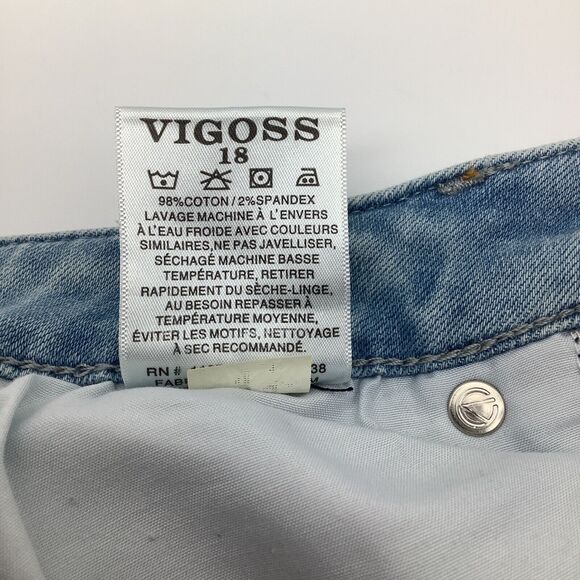 VIGOSS
18
98%COTON/2%SPANDEX
LAVAGE MACHINE À L'ENVERS
À L'EAU FROIDE AVEC COULEURS
SIMILAIRES,NE PAS JAVELLISER,
SÉCHAGE MACHINE BASSE
TEMPÉRATURE, RETIRER
RAPIDEMENT DU SÈCHE-LINGE,
AU BESOIN REPASSER À
TEMPÉRATURE MOYENNE,
ÉVITER LES MOTIFS, NETTOYAGE
À SEC RECOMMANDÉ.
RN #